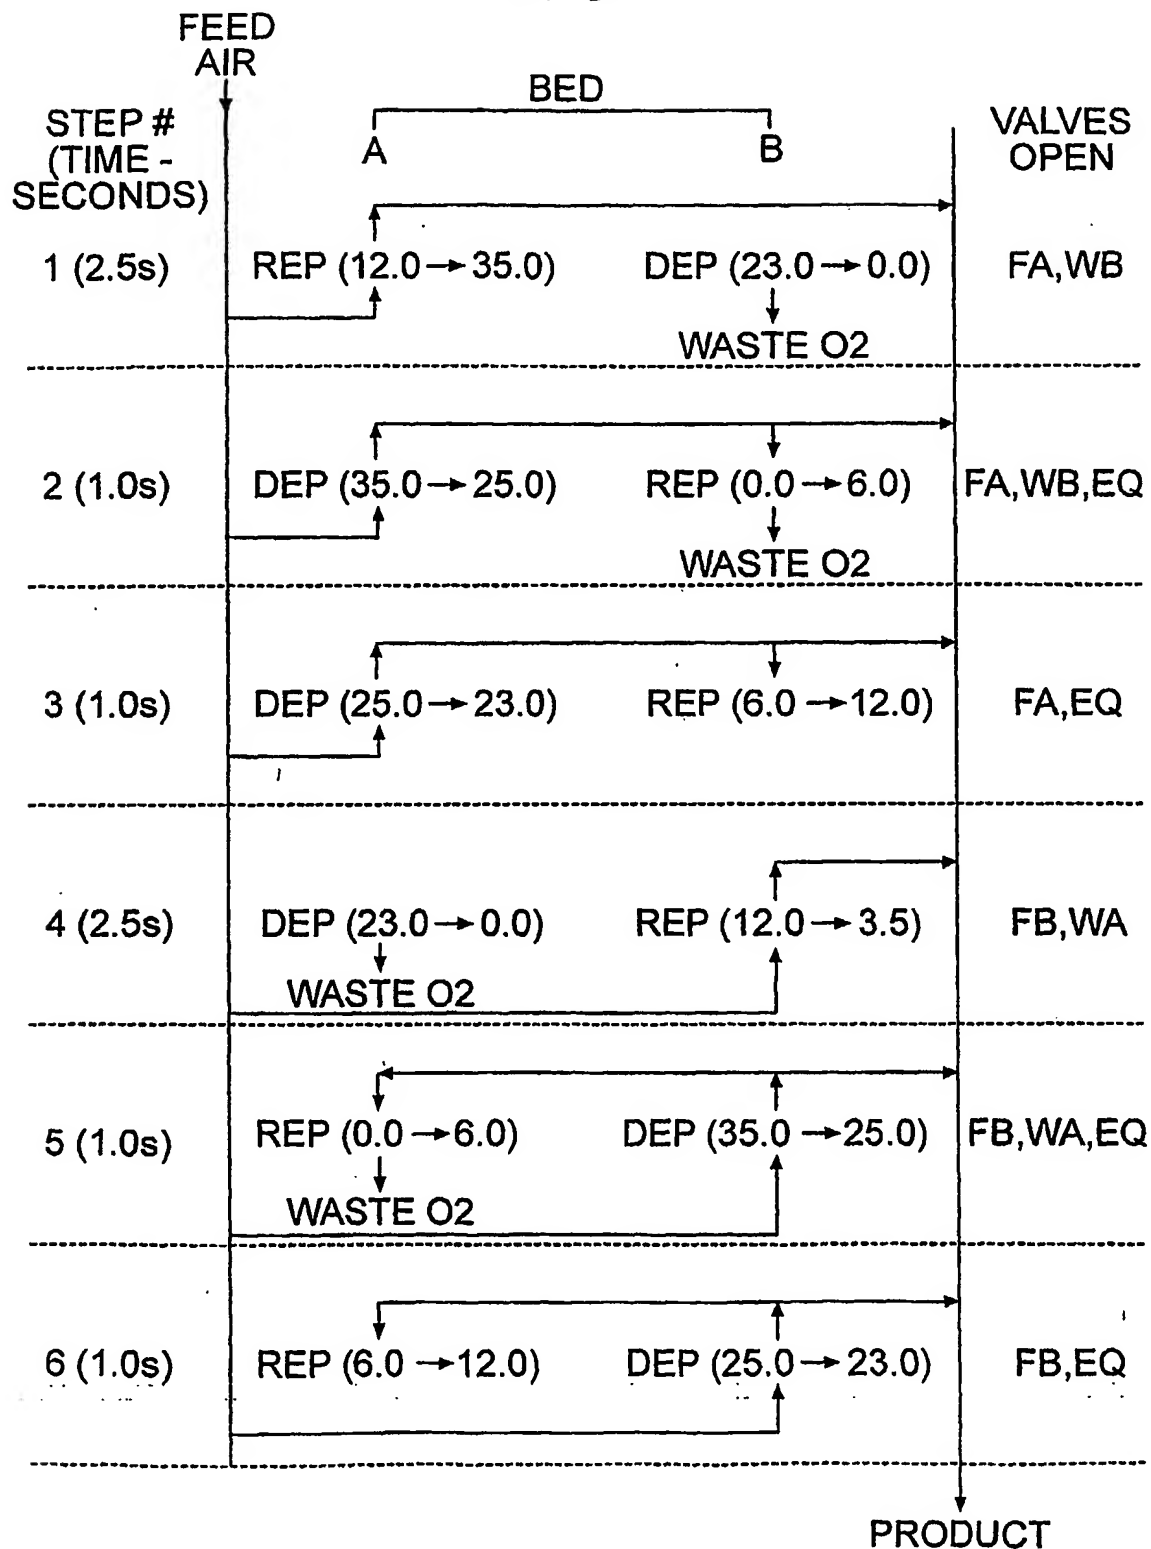 FEED
AIR
BED
STEP #
(TIME -
SECONDS)
A
B
VALVES
OPEN
1 (2.5s)
REP (12.0→35.0)
DEP (23.0→0.0)
FA,WB
WASTE O2
2 (1.0s)
DEP (35.0→25.0)
REP (0.0→6.0)
FA,WB,EQ
WASTE O2
3 (1.0s)
DEP (25.0→23.0)
REP (6.0→12.0)
FA,EQ
4 (2.5s)
DEP (23.0→0.0)
REP (12.0→3.5)
FB,WA
WASTE O2
5 (1.0s)
REP (0.0→6.0)
DEP (35.0→25.0)
FB,WA,EQ
WASTE O2
6 (1.0s)
REP (6.0→12.0)
DEP (25.0→23.0)
FB,EQ
PRODUCT